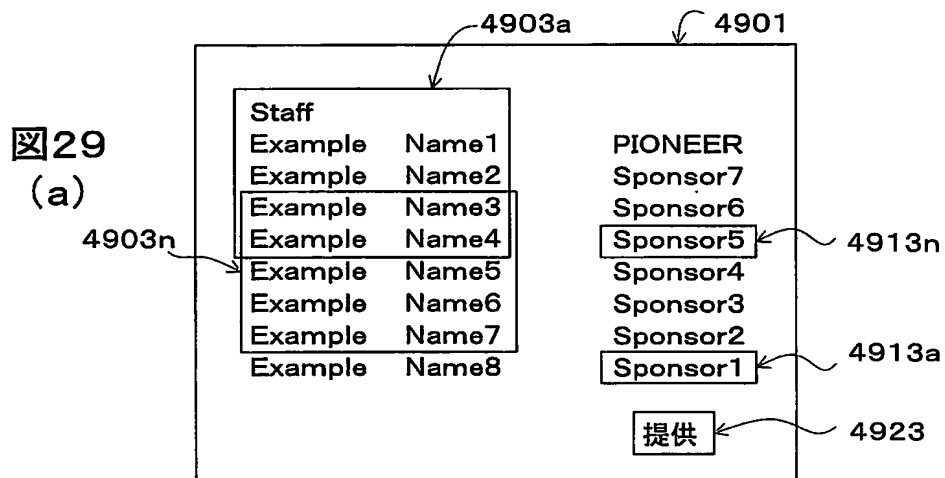 4903a
4901
図29
(a)
Staff
Example Name1
Example Name2
Example Name3
Example Name4
Example Name5
Example Name6
Example Name7
Example Name8
4903n
PIONEER
Sponsor7
Sponsor6
Sponsor5
Sponsor4
Sponsor3
Sponsor2
Sponsor1
提供
4913n
4913a
4923